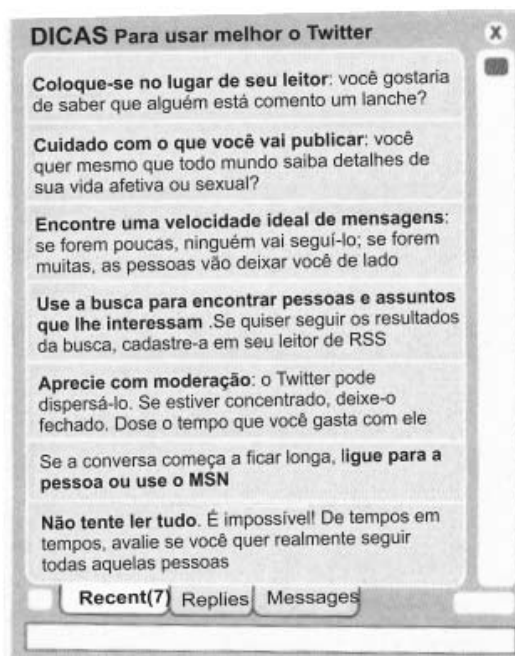 DICAS Para usar melhor o Twitter
X
Coloque-se no lugar de seu leitor: você gostaria
de saber que alguém está comento um lanche?
Cuidado com o que você vai publicar: você
quer mesmo que todo mundo saiba detalhes de
sua vida afetiva ou sexual?
Encontre uma velocidade ideal de mensagens:
se forem poucas, ninguém vai seguí-lo; se forem
muitas, as pessoas vão deixar você de lado
Use a busca para encontrar pessoas e assuntos
que lhe interessam .Se quiser seguir os resultados
da busca, cadastre-a em seu leitor de RSS
Aprecie com moderação: o Twitter pode
dispersá-lo. Se estiver concentrado, deixe-o
fechado. Dose o tempo que você gasta com ele
Se a conversa começa a ficar longa, ligue para a
pessoa ou use o MSN
Não tente ler tudo. É impossível! De tempos em
tempos, avalie se você quer realmente seguir
todas aquelas pessoas
Recent(7) Replies Messages